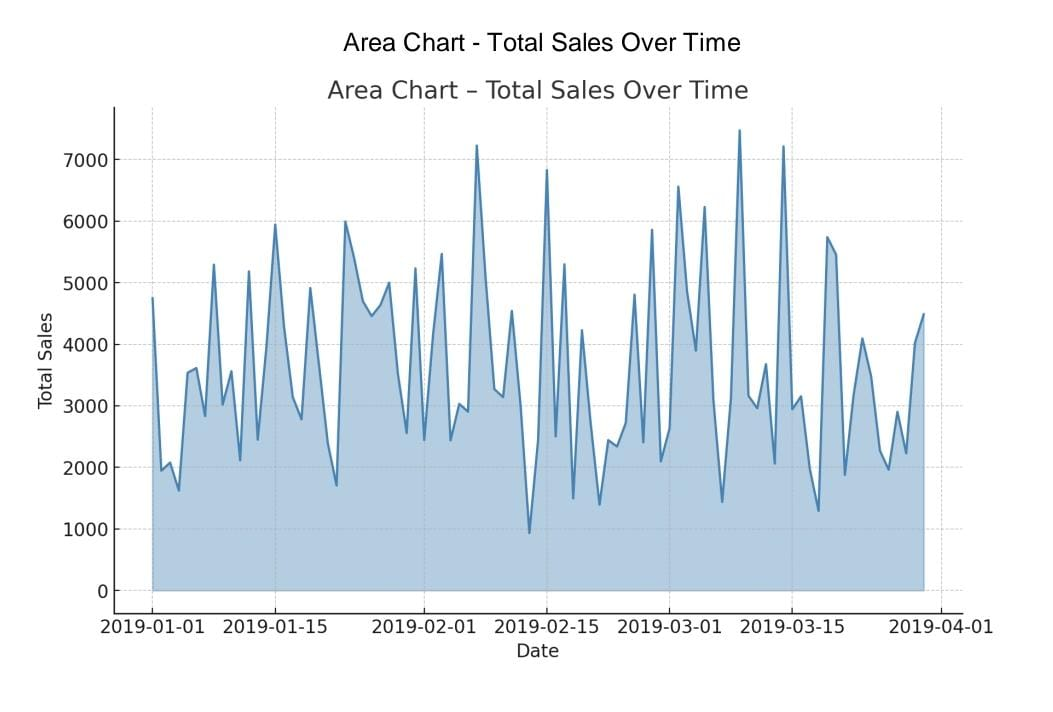 Area Chart - Total Sales Over Time
Area Chart – Total Sales Over Time
7000
6000
5000
4000
3000
2000
1000
0
Total Sales
2019-01-01 2019-01-15 2019-02-01 2019-02-15 2019-03-01 2019-03-15 2019-04-01
Date